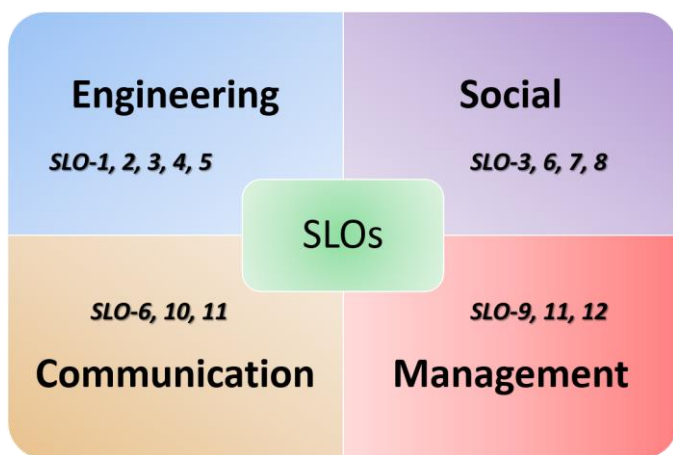 Engineering
SLO-1, 2, 3, 4, 5
Social
SLO-3, 6, 7, 8
SLOs
SLO-6, 10, 11
Communication
SLO-9, 11, 12
Management